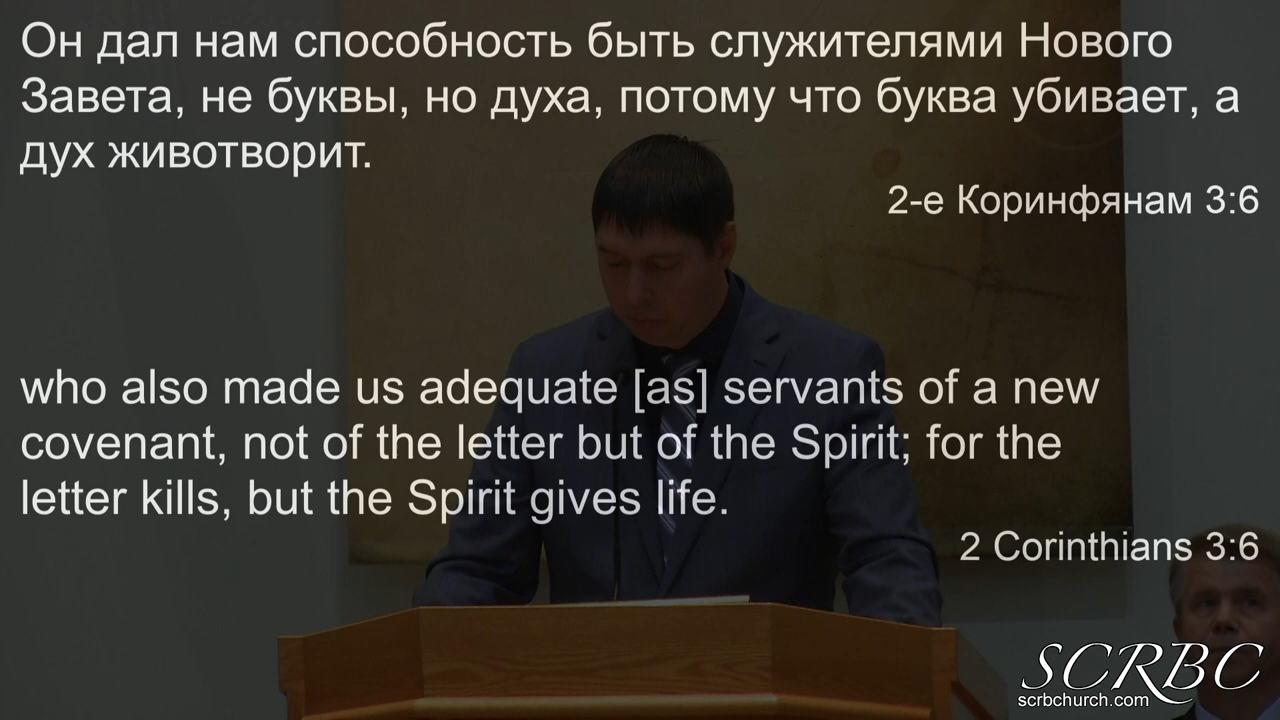 Он дал нам способность быть служителями Нового
Завета, не буквы, но духа, потому что буква убивает, а
дух животворит.
2-е Коринфянам 3:6
who also made us adequate [as] servants of a new
covenant, not of the letter but of the Spirit; for the
letter kills, but the Spirit gives life.
2 Corinthians 3:6
SCRBC
scrbchurch.com